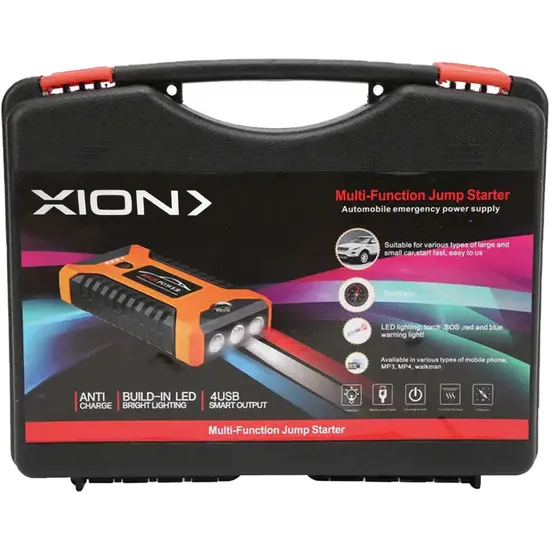 XION
Multi-Function Jump Starter
Automobile emergency power supply
Suitable for various types of large and
small car,start fast, easy to us
Compass
LED lighting, torch ,SOS ,red and blue
warning light!
Available in various types of mobile phone,
MP3, MP4, walkman.
POWER
ANTI
CHARGE
BUILD-IN LED
BRIGHT LIGHTING
4USB
SMART OUTPUT
Multi-Function Jump Starter